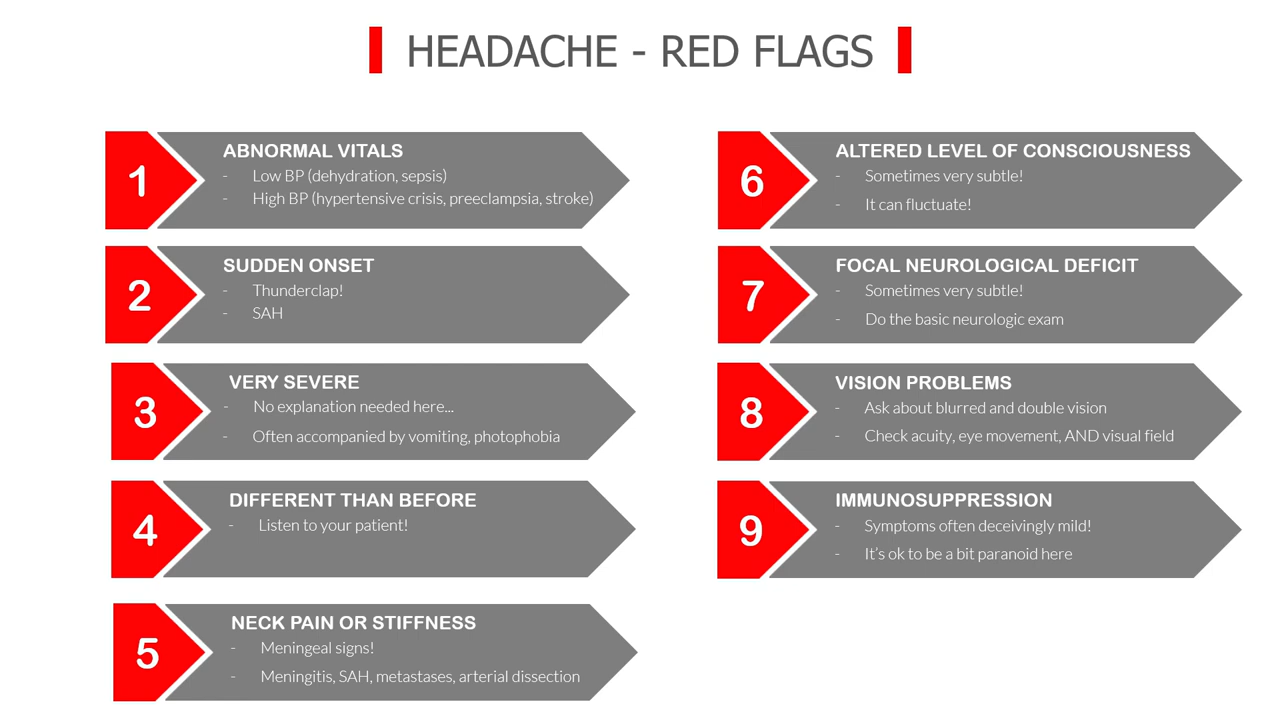 HEADACHE - RED FLAGS
1
ABNORMAL VITALS
- Low BP (dehydration, sepsis)
- High BP (hypertensive crisis, preeclampsia, stroke)
2
SUDDEN ONSET
- Thunderclap!
- SAH
3
VERY SEVERE
- No explanation needed here...
- Often accompanied by vomiting, photophobia
4
DIFFERENT THAN BEFORE
- Listen to your patient!
5
NECK PAIN OR STIFFNESS
- Meningeal signs!
- Meningitis, SAH, metastases, arterial dissection
6
ALTERED LEVEL OF CONSCIOUSNESS
- Sometimes very subtle!
- It can fluctuate!
7
FOCAL NEUROLOGICAL DEFICIT
- Sometimes very subtle!
- Do the basic neurologic exam
8
VISION PROBLEMS
- Ask about blurred and double vision
- Check acuity, eye movement, AND visual field
9
IMMUNOSUPPRESSION
- Symptoms often deceivingly mild!
- It's ok to be a bit paranoid here